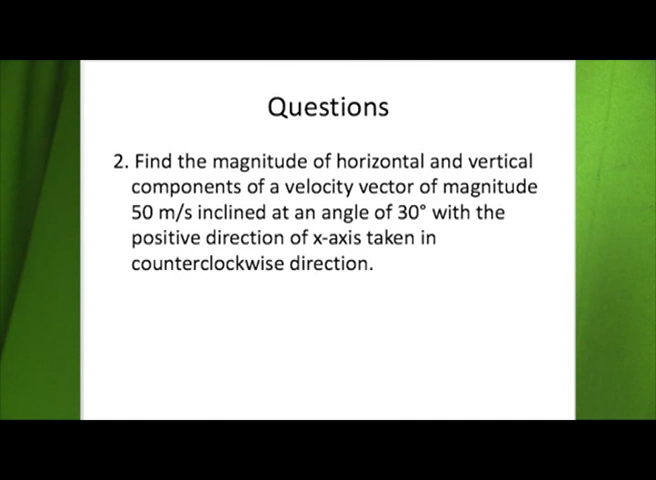 Questions
2. Find the magnitude of horizontal and vertical
components of a velocity vector of magnitude
50 m/s inclined at an angle of 30° with the
positive direction of x-axis taken in
counterclockwise direction.